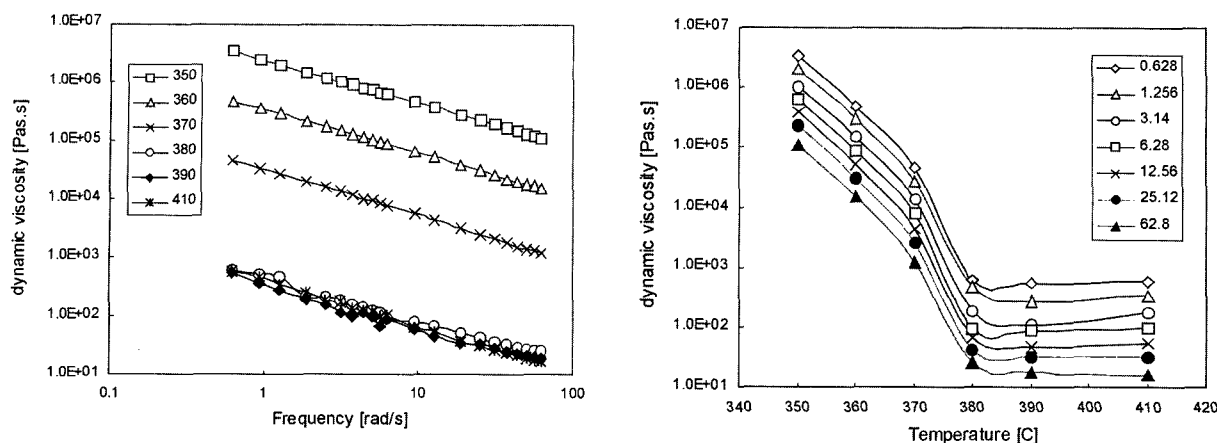 1.0E+08
1.0E+07
1.0E+06
1.0E+05
1.0E+04
1.0E+03
1.0E+02
1.0E+01
dynamic viscosity [Pas.s]
350
360
370
380
390
410
0.1
1
10
100
Frequency [rad/s]
1.0E+07
1.0E+06
1.0E+05
1.0E+04
1.0E+03
1.0E+02
1.0E+01
dynamic viscosity [Pas.s]
0.628
1.256
3.14
6.28
12.56
25.12
62.8
340
350
360
370
380
390
400
410
420
Temperature [C]